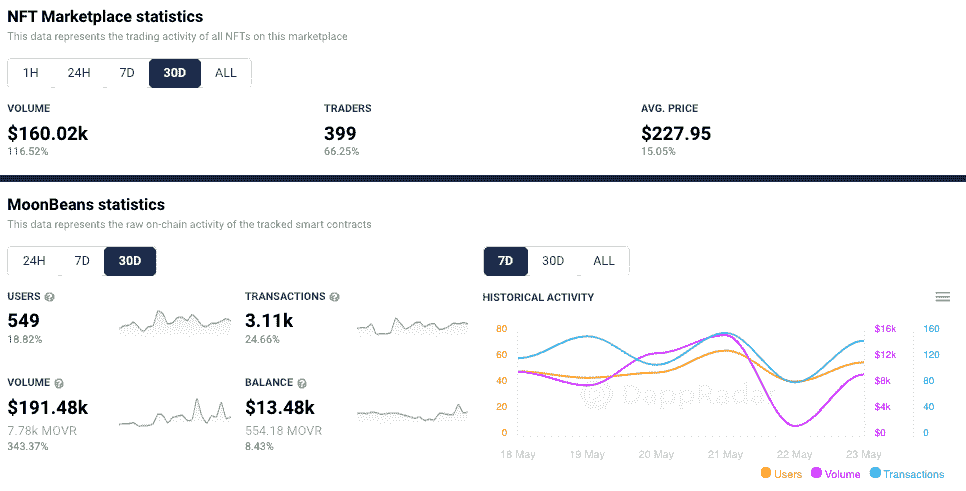 NFT Marketplace statistics
This data represents the trading activity of all NFTs on this marketplace
1H 24H 7D 30D ALL
VOLUME TRADERS AVG. PRICE
$160.02k 399 $227.95
116.52% 66.25% 15.05%
MoonBeans statistics
This data represents the raw on-chain activity of the tracked smart contracts
24H 7D 30D
USERS TRANSACTIONS
549 3.11k
18.82% 24.66%
VOLUME BALANCE
$191.48k $13.48k
7.78k MOVR 554.18 MOVR
343.37% 8.43%
7D 30D ALL
HISTORICAL ACTIVITY
80 $16k 160
60 $12k 120
40 $8k 80
DappRadar
20 $4k 40
0 $0 0
18 May 19 May 20 May 21 May 22 May 23 May
Users Volume Transactions